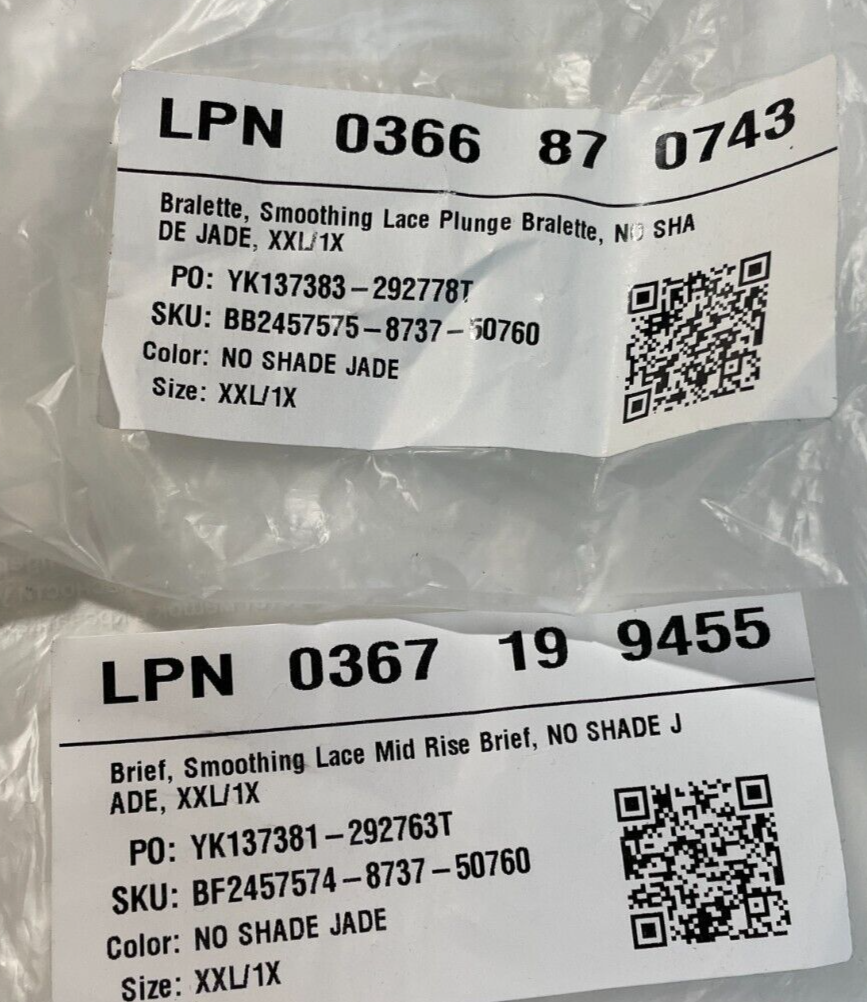 LPN 0366 87 0743
Bralette, Smoothing Lace Plunge Bralette, NO SHA
DE JADE, XXL/1X
PO: YK137383-292778T
SKU: BB2457575-8737-50760
Color: NO SHADE JADE
Size: XXL/1X
LPN 0367 19 9455
Brief, Smoothing Lace Mid Rise Brief, NO SHADE J
ADE, XXL/1X
PO: YK137381-292763T
SKU: BF2457574-8737-50760
Color: NO SHADE JADE
Size: XXL/1X